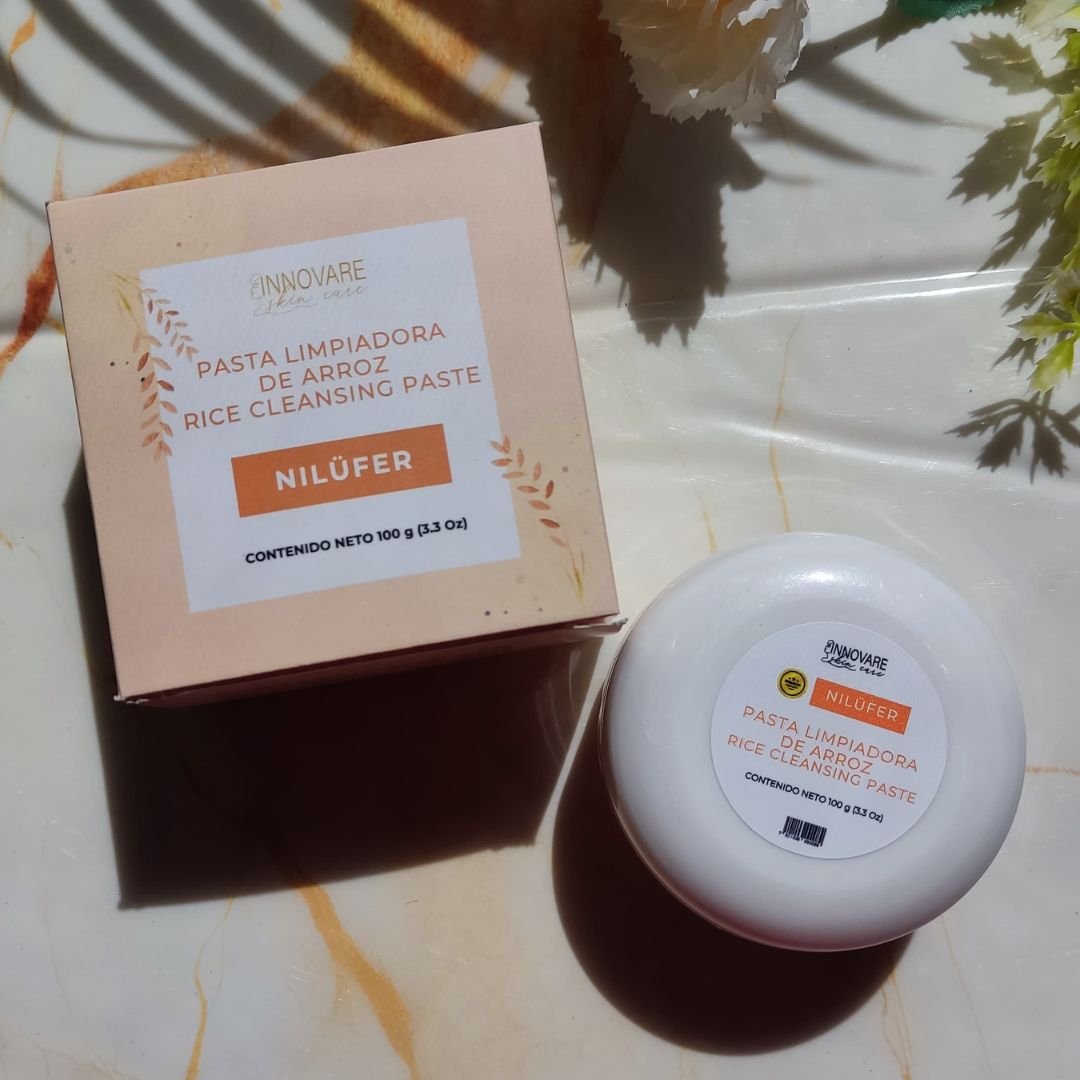 INNOVARE
skin care
PASTA LIMPIADORA
DE ARROZ
RICE CLEANSING PASTE
NILÜFER
CONTENIDO NETO 100 g (3.3 Oz)
INNOVARE
skin care
NILÜFER
PASTA LIMPIADORA
DE ARROZ
RICE CLEANSING PASTE
CONTENIDO NETO 100 g (3.3 Oz)